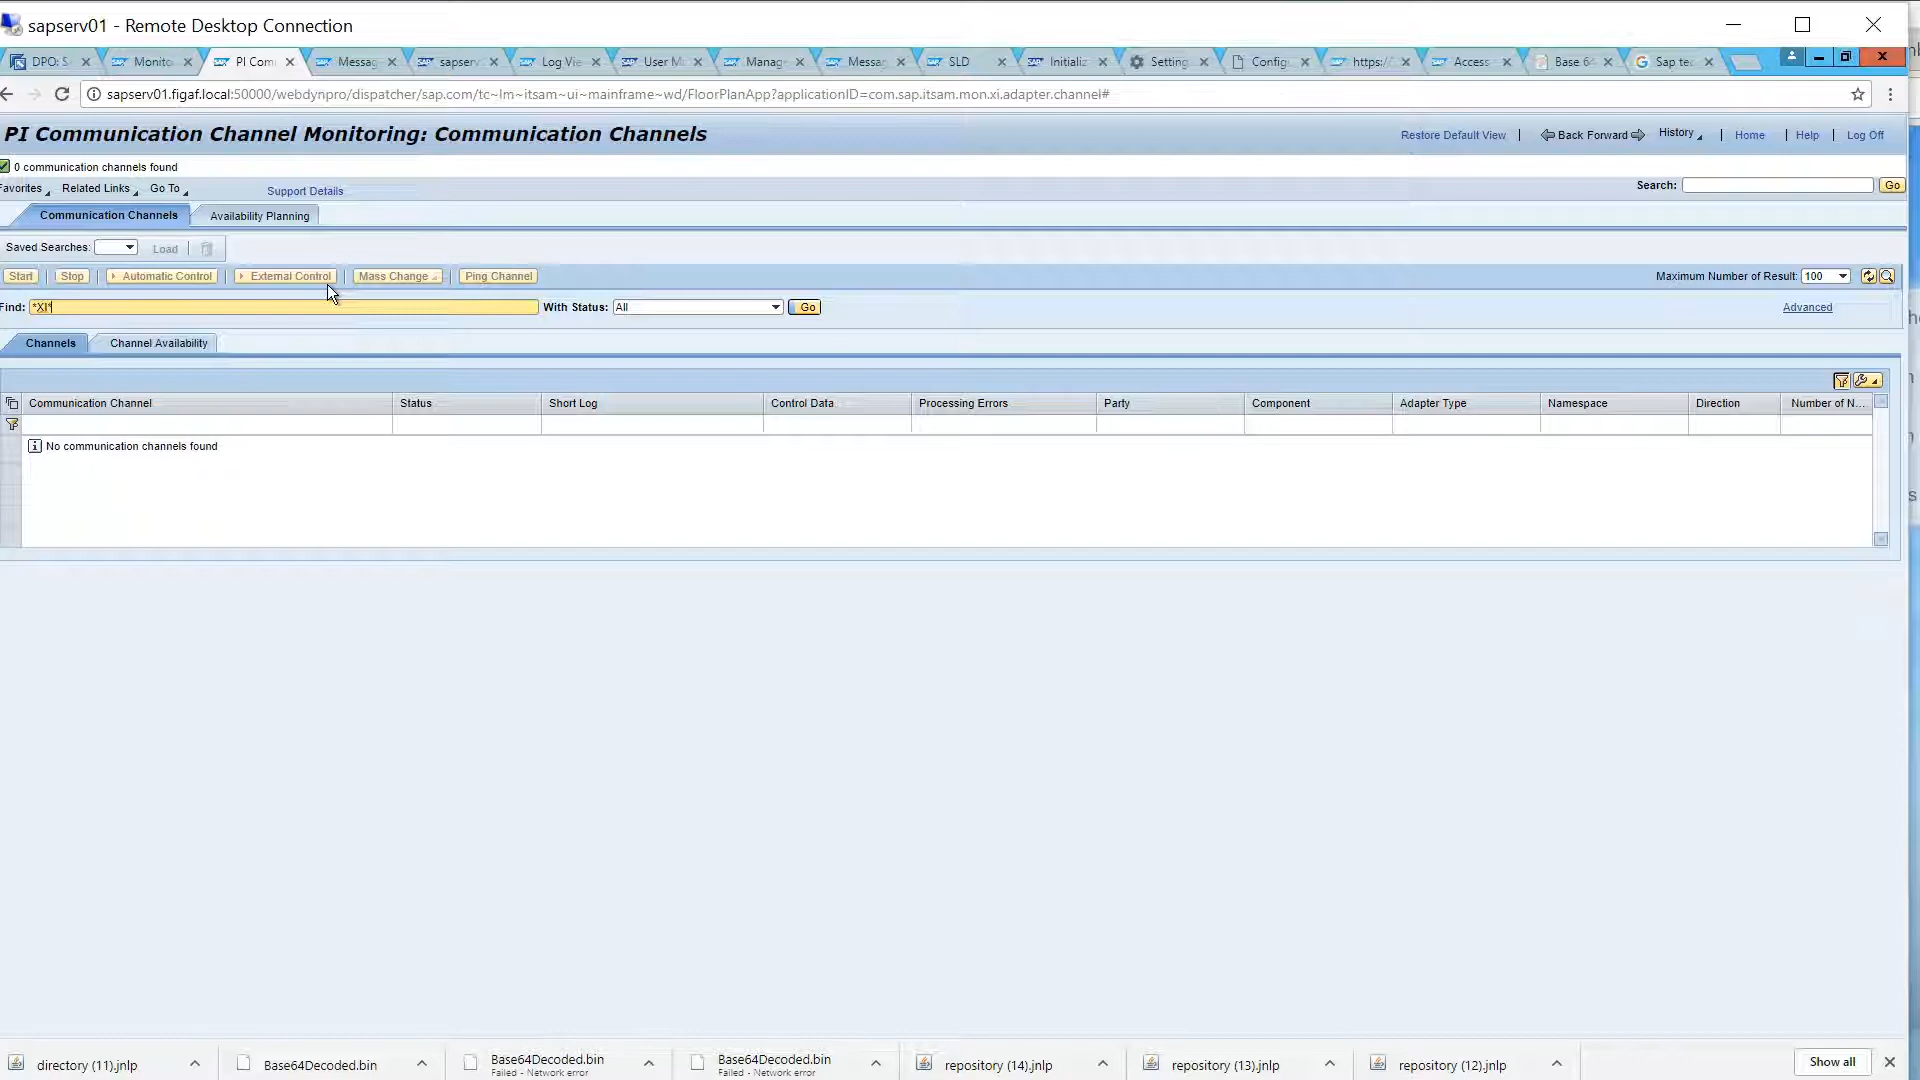 sapserv01 - Remote Desktop Connection
DPO: S Monito PI Com Messag sapserv Log Vie User M Manag Messar SLD Initializ Setting Config https:/ Access Base 6 Sap te
sapserv01.figaf.local:50000/webdynpro/dispatcher/sap.com/tc~lm~itsam~ui~mainframe~wd/FloorPlanApp?applicationID=com.sap.itsam.mon.xi.adapter.channel#
PI Communication Channel Monitoring: Communication Channels
Restore Default View | Back Forward History | Home | Help | Log Off
0 communication channels found
Favorites Related Links Go To Support Details Search: Go
Communication Channels Availability Planning
Saved Searches: Load
Start Stop Automatic Control External Control Mass Change Ping Channel Maximum Number of Result: 100
Find: *XI* With Status: All Go Advanced
Channels Channel Availability
Communication Channel Status Short Log Control Data Processing Errors Party Component Adapter Type Namespace Direction Number of N...
No communication channels found
directory (11).jnlp Base64Decoded.bin Base64Decoded.bin Base64Decoded.bin repository (14).jnlp repository (13).jnlp repository (12).jnlp Show all
Failed - Network error Failed - Network error